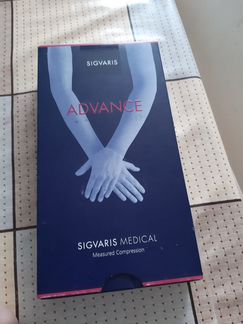 SIGVARIS
ADVANCE
SIGVARIS MEDICAL
Measured Compression